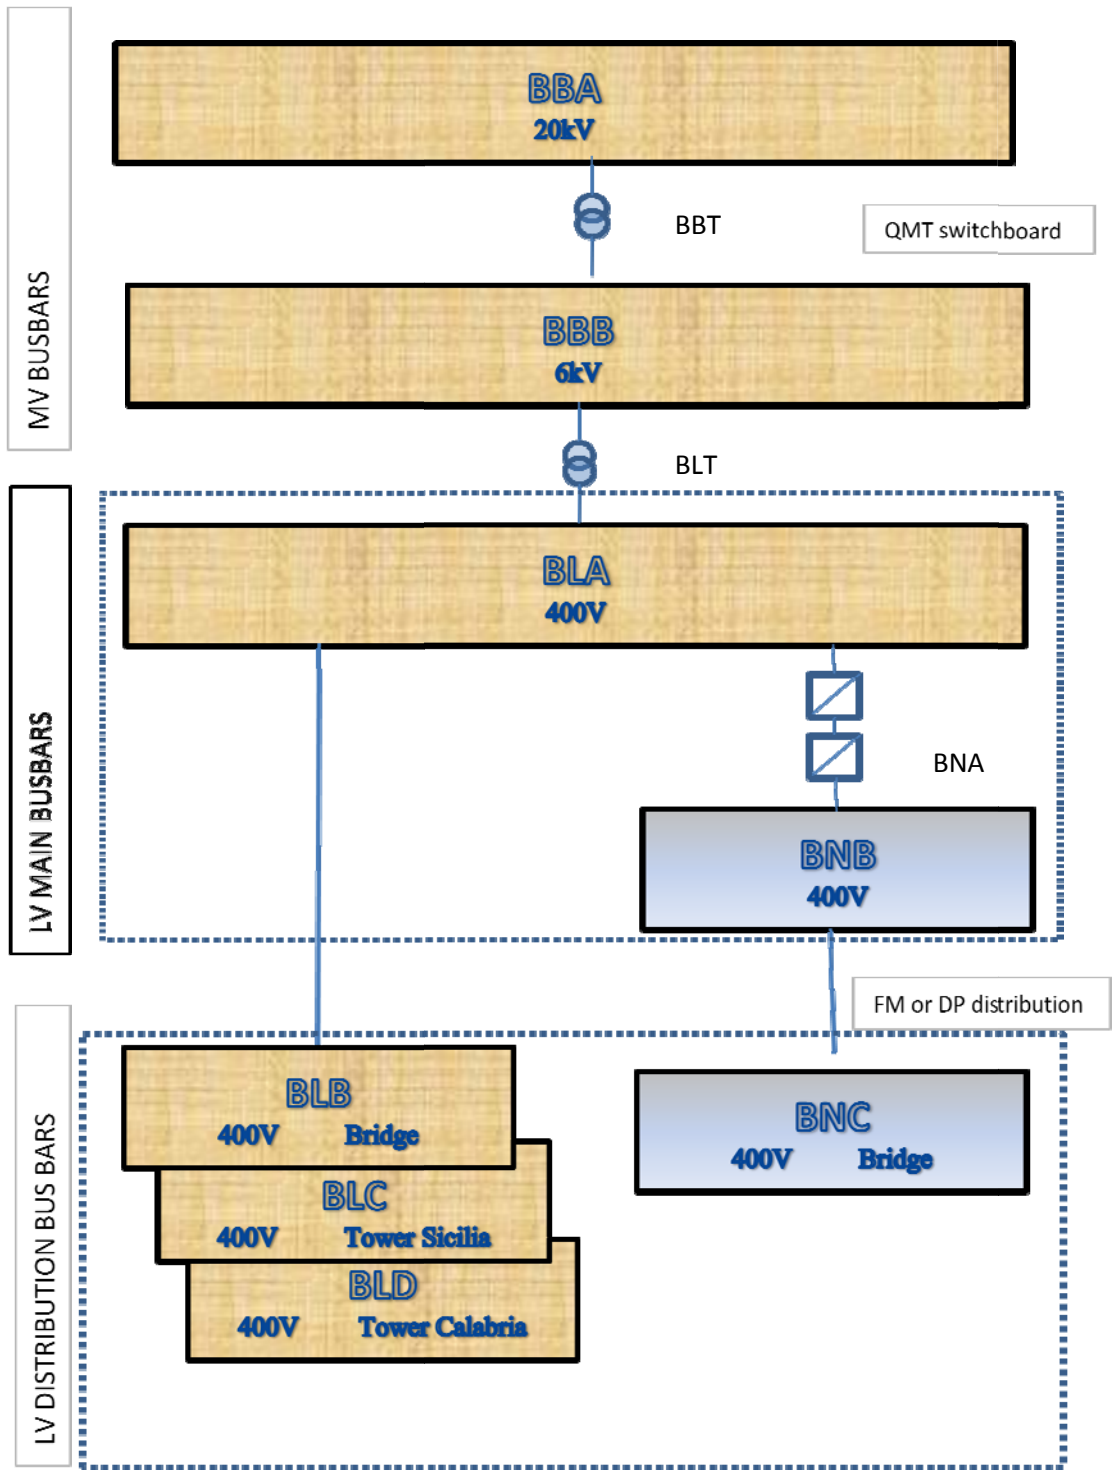 MV BUSBARS
BBA
20kV
BBT
QMT switchboard
BBB
6kV
BLT
LV MAIN BUSBARS
BLA
400V
BNA
BNB
400V
FM or DP distribution
LV DISTRIBUTION BUS BARS
BLB
400V Bridge
BLC
400V Tower Sicilia
BLD
400V Tower Calabria
BNC
400V Bridge